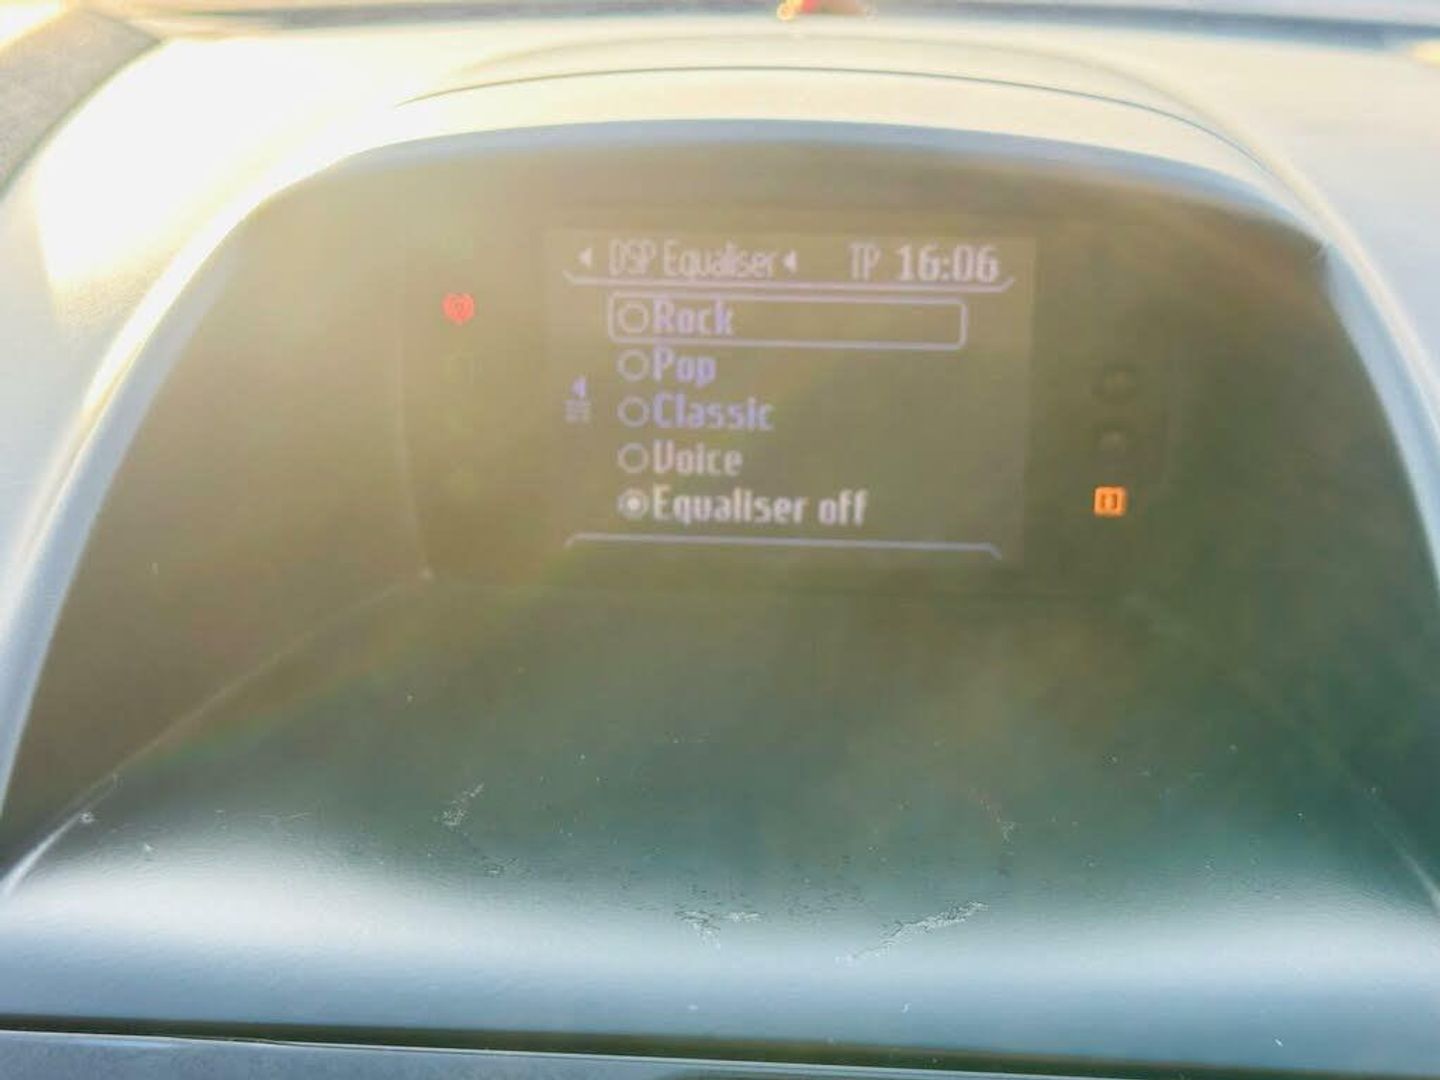 DSP Equaliser TP 16:06
Rock
Pop
Classic
Voice
Equaliser off